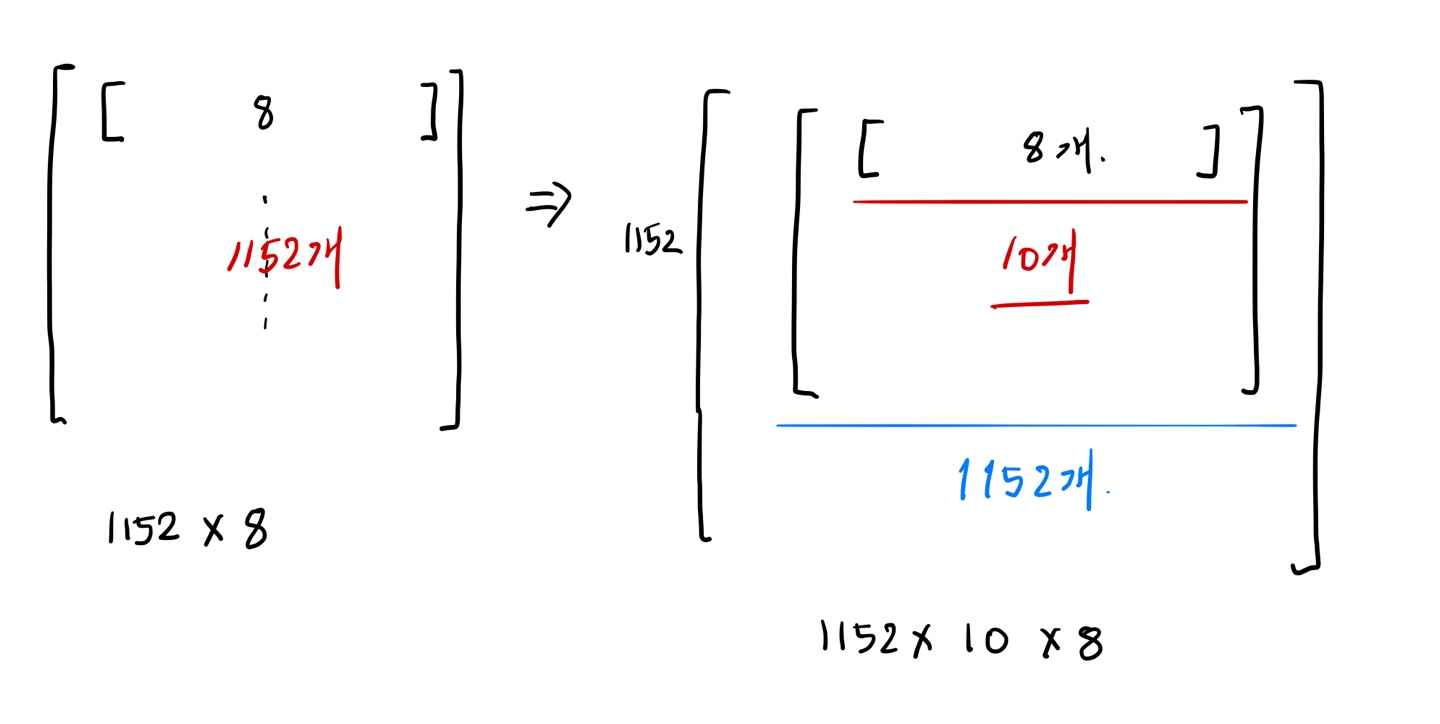 [ [ 8 ]
1152개
]
1152 × 8
⇒
1152
[ [ [ 8개. ] ]
10개
]
1152개.
1152 × 10 × 8